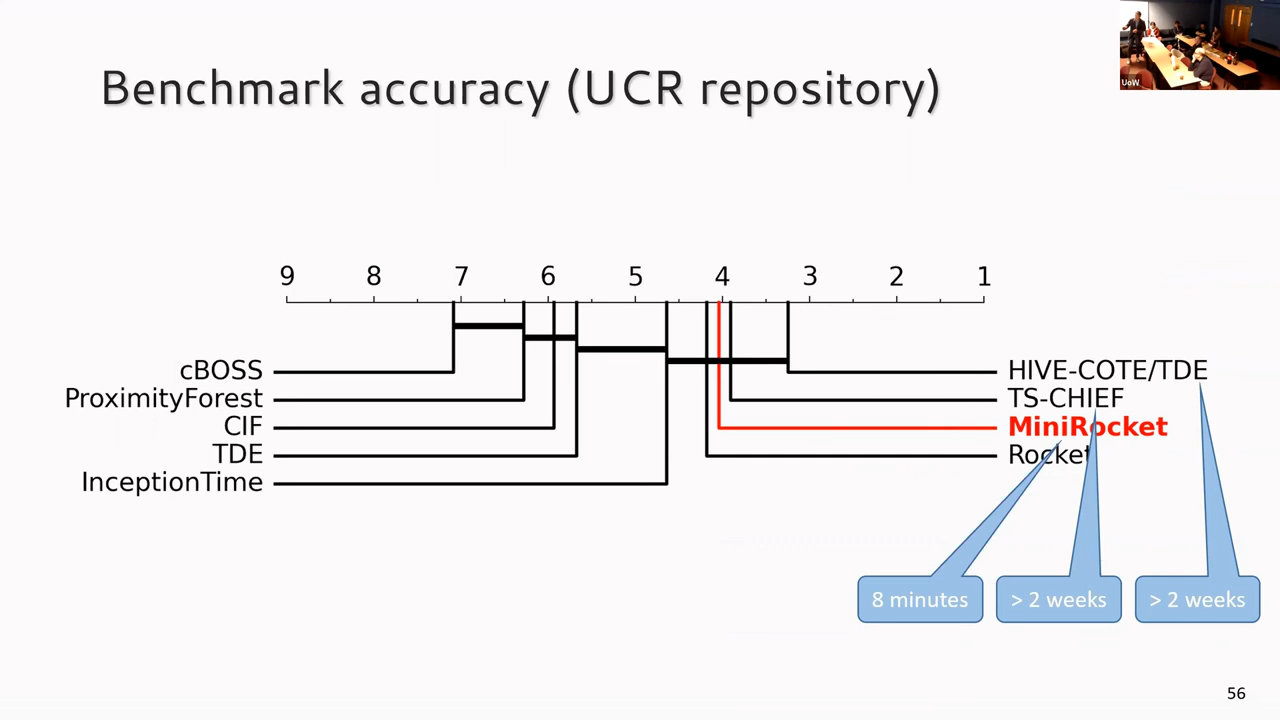 UoW
Benchmark accuracy (UCR repository)
9 8 7 6 5 4 3 2 1
cBOSS
ProximityForest
CIF
TDE
InceptionTime
HIVE-COTE/TDE
TS-CHIEF
MiniRocket
Rocket
8 minutes
> 2 weeks
> 2 weeks
56